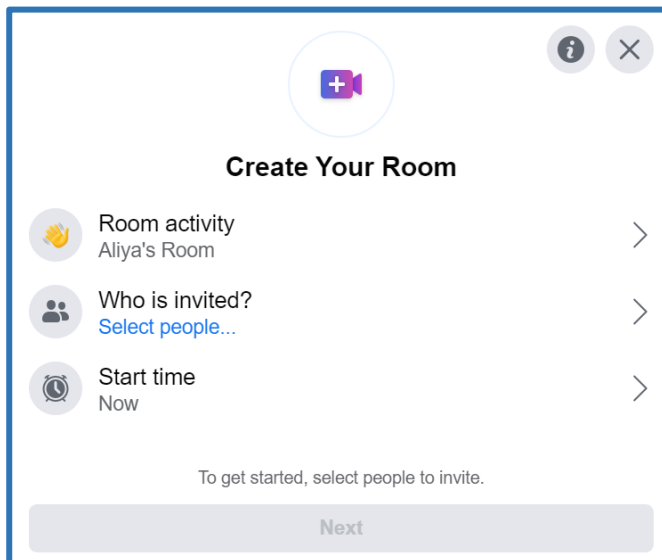 Create Your Room
Room activity
Aliya's Room
Who is invited?
Select people...
Start time
Now
To get started, select people to invite.
Next